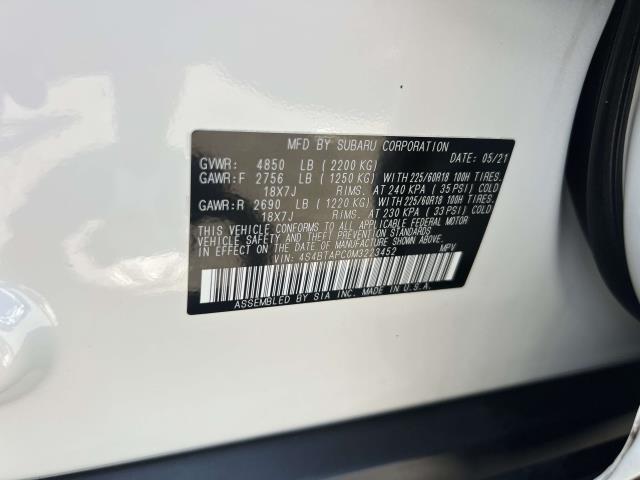 MFD BY SUBARU CORPORATION
GVWR: 4850 LB (2200 KG) DATE: 05/21
GAWR:F 2756 LB (1250 KG) WITH 225/60R18 100H TIRES.
18X7J RIMS. AT 240 KPA (35 PSI) COLD
GAWR:R 2690 LB (1220 KG) WITH 225/60R18 100H TIRES.
18X7J RIMS. AT 230 KPA (33 PSI) COLD
THIS VEHICLE CONFORMS TO ALL APPLICABLE FEDERAL MOTOR
VEHICLE SAFETY, BUMPER, AND THEFT PREVENTION STANDARDS
IN EFFECT ON THE DATE OF MANUFACTURE SHOWN ABOVE.
VIN: 4S4BTAPC0M3223452 MPV
ASSEMBLED BY SIA INC. MADE IN U.S.A.